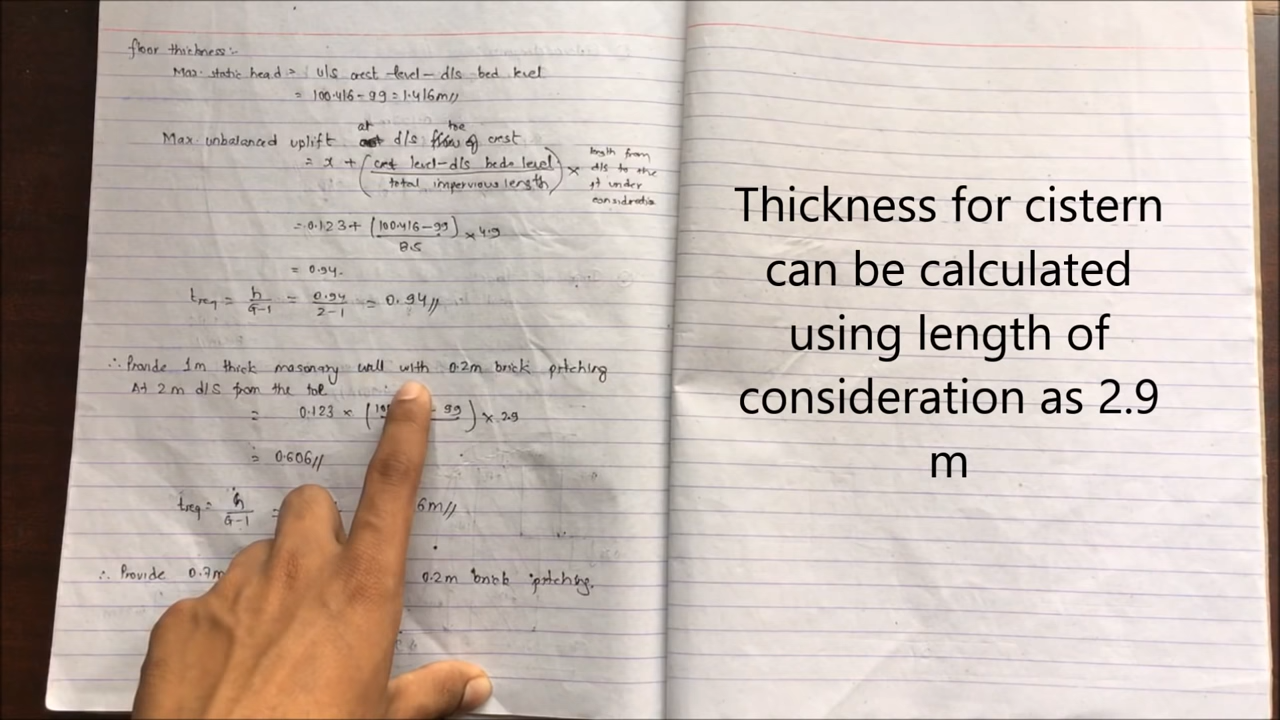 floor thickness:-
Max. static head = U/s crest level - d/s bed level
= 100.416 - 99 = 1.416m//
Max. unbalanced uplift at d/s toe of crest
= x + (crest level-d/s bed level / total impervious length) × length from d/s to the pt under consideration
= 0.123 + (100.416-99 / 8.5) × 4.9
= 0.94.
treq = h/G-1 = 0.94/2-1 = 0.94//
∴ Provide 1m thick masonary with 0.2m brick pitching
At 2m d/s from the toe
= 0.123 × ( - 99 ) × 2.9
= 0.606//
treq = h/G-1 = 6m//
∴ Provide 0.7m 0.2m brick pitching.
Thickness for cistern
can be calculated
using length of
consideration as 2.9
m